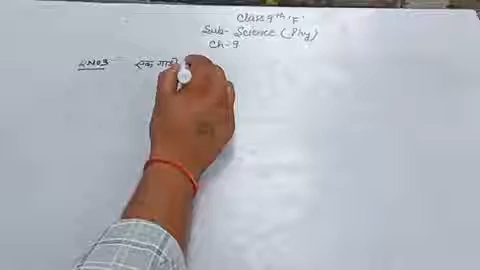 Class 9th 'F'
Sub- Science (Phy)
Ch-9
Q.No3 एक गाड़ी